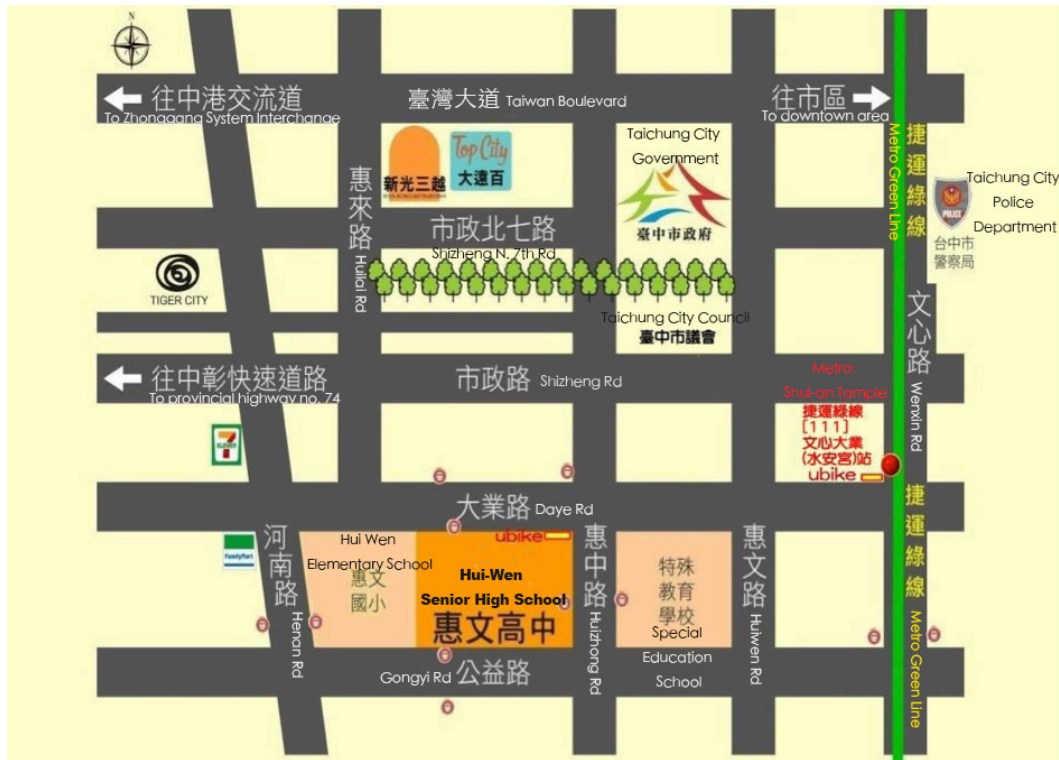 N
往中港交流道
To Zhonggang System Interchange
臺灣大道 Taiwan Boulevard
往市區
To downtown area
新光三越
Top City
大遠百
Taichung City
Government
臺中市政府
捷運綠線
Metro Green Line
Taichung City
Police
Department
POLICE
台中市
警察局
惠來路
Huilai Rd
市政北七路
Shizheng N. 7th Rd
TIGER CITY
Taichung City Council
臺中市議會
文心路
Wenxin Rd
往中彰快速道路
To provincial highway no. 74
市政路 Shizheng Rd
Metro:
Shui-an Tample
捷運綠線
[111]
文心大業
(水安宮)站
ubike
7
ELEVEN
大業路 Daye Rd
捷運綠線
Metro Green Line
FamilyMart
河南路
Henan Rd
Hui Wen
Elementary School
惠文
國小
ubike
Hui-Wen
Senior High School
惠文高中
惠中路
Huizhong Rd
特殊
教育
學校
Special
Education
School
惠文路
Huiwen Rd
Gongyi Rd 公益路